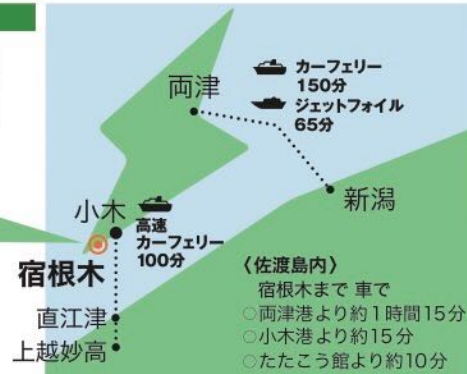 両津
カーフェリー
150分
ジェットフォイル
65分
新潟
小木
高速
カーフェリー
100分
宿根木
直江津
上越妙高
〈佐渡島内〉
宿根木まで 車で
○両津港より約1時間15分
○小木港より約15分
○たたこう館より約10分